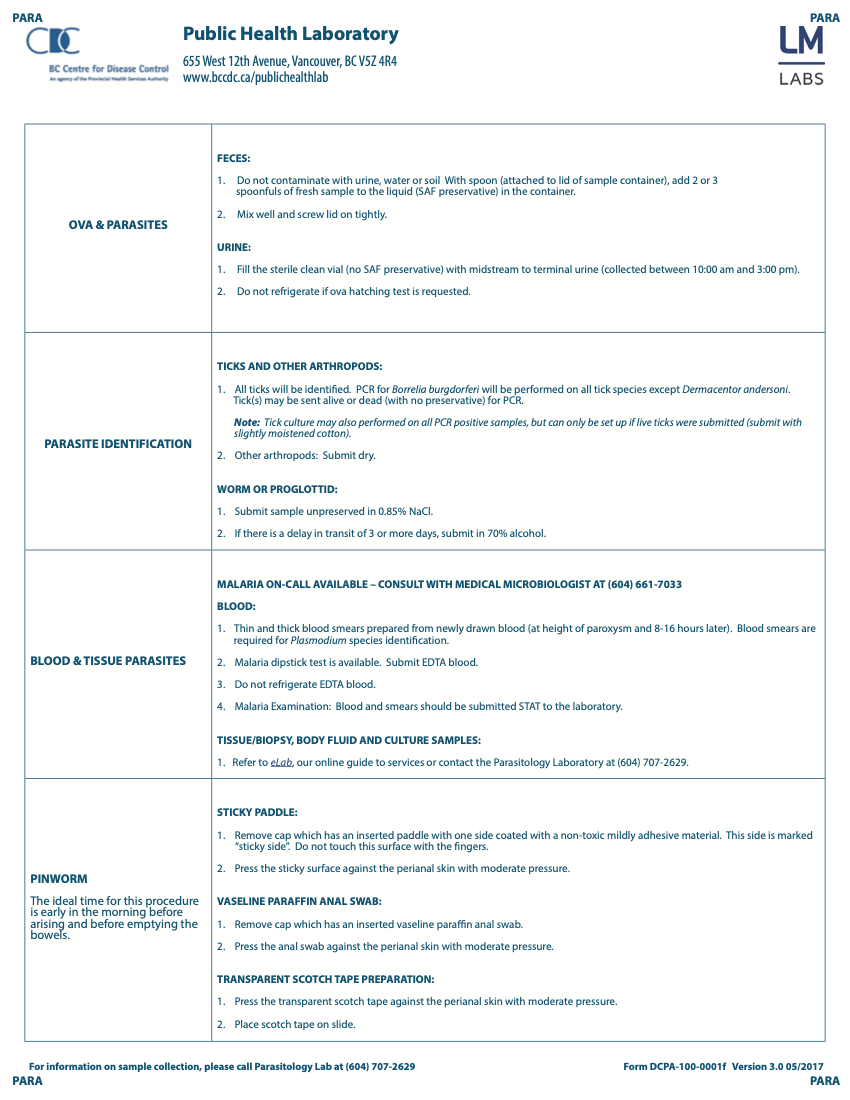 PARA
PARA
CDC
BC Centre for Disease Control
An agency of the Provincial Health Services Authority
Public Health Laboratory
655 West 12th Avenue, Vancouver, BC V5Z 4R4
www.bccdc.ca/publichealthlab
LM
LABS
OVA & PARASITES
FECES:
1. Do not contaminate with urine, water or soil With spoon (attached to lid of sample container), add 2 or 3
spoonfuls of fresh sample to the liquid (SAF preservative) in the container.
2. Mix well and screw lid on tightly.
URINE:
1. Fill the sterile clean vial (no SAF preservative) with midstream to terminal urine (collected between 10:00 am and 3:00 pm).
2. Do not refrigerate if ova hatching test is requested.
PARASITE IDENTIFICATION
TICKS AND OTHER ARTHROPODS:
1. All ticks will be identified. PCR for Borrelia burgdorferi will be performed on all tick species except Dermacentor andersoni.
Tick(s) may be sent alive or dead (with no preservative) for PCR.
Note: Tick culture may also performed on all PCR positive samples, but can only be set up if live ticks were submitted (submit with
slightly moistened cotton).
2. Other arthropods: Submit dry.
WORM OR PROGLOTTID:
1. Submit sample unpreserved in 0.85% NaCl.
2. If there is a delay in transit of 3 or more days, submit in 70% alcohol.
BLOOD & TISSUE PARASITES
MALARIA ON-CALL AVAILABLE – CONSULT WITH MEDICAL MICROBIOLOGIST AT (604) 661-7033
BLOOD:
1. Thin and thick blood smears prepared from newly drawn blood (at height of paroxysm and 8-16 hours later). Blood smears are
required for Plasmodium species identification.
2. Malaria dipstick test is available. Submit EDTA blood.
3. Do not refrigerate EDTA blood.
4. Malaria Examination: Blood and smears should be submitted STAT to the laboratory.
TISSUE/BIOPSY, BODY FLUID AND CULTURE SAMPLES:
1. Refer to eLab, our online guide to services or contact the Parasitology Laboratory at (604) 707-2629.
PINWORM
The ideal time for this procedure
is early in the morning before
arising and before emptying the
bowels.
STICKY PADDLE:
1. Remove cap which has an inserted paddle with one side coated with a non-toxic mildly adhesive material. This side is marked
“sticky side”. Do not touch this surface with the fingers.
2. Press the sticky surface against the perianal skin with moderate pressure.
VASELINE PARAFFIN ANAL SWAB:
1. Remove cap which has an inserted vaseline paraffin anal swab.
2. Press the anal swab against the perianal skin with moderate pressure.
TRANSPARENT SCOTCH TAPE PREPARATION:
1. Press the transparent scotch tape against the perianal skin with moderate pressure.
2. Place scotch tape on slide.
For information on sample collection, please call Parasitology Lab at (604) 707-2629
Form DCPA-100-0001f Version 3.0 05/2017
PARA
PARA